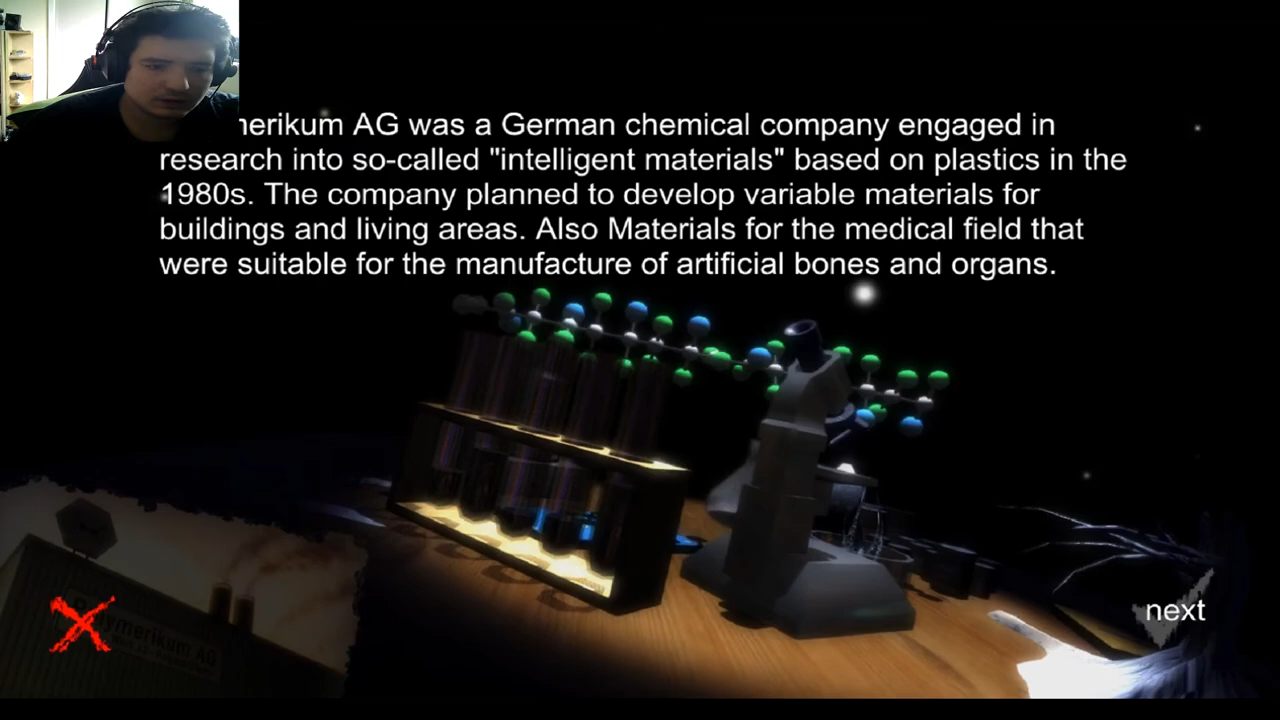 merikum AG was a German chemical company engaged in
research into so-called "intelligent materials" based on plastics in the
1980s. The company planned to develop variable materials for
buildings and living areas. Also Materials for the medical field that
were suitable for the manufacture of artificial bones and organs.
next
Polymerikum AG